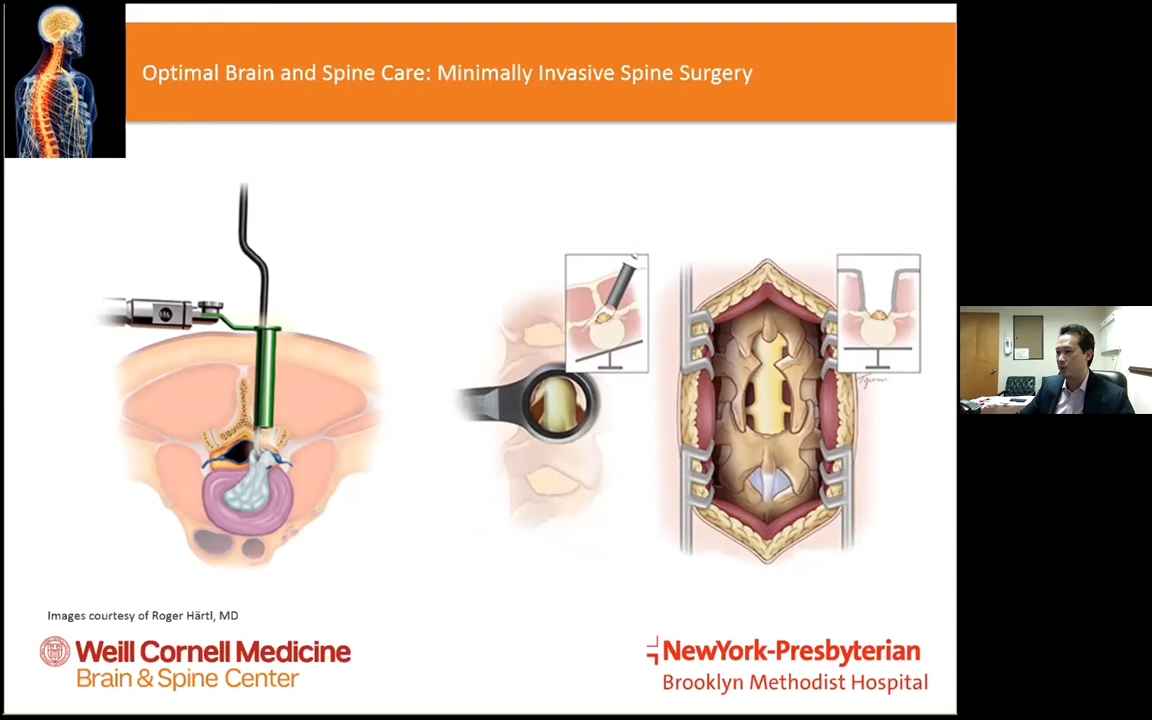 Optimal Brain and Spine Care: Minimally Invasive Spine Surgery
Images courtesy of Roger Härtl, MD
Weill Cornell Medicine
Brain & Spine Center
NewYork-Presbyterian
Brooklyn Methodist Hospital